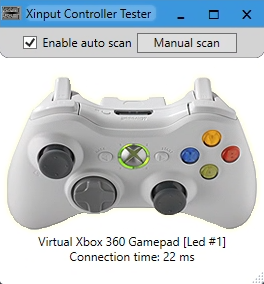 Xinput Controller Tester
Enable auto scan
Manual scan
Virtual Xbox 360 Gamepad [Led #1]
Connection time: 22 ms